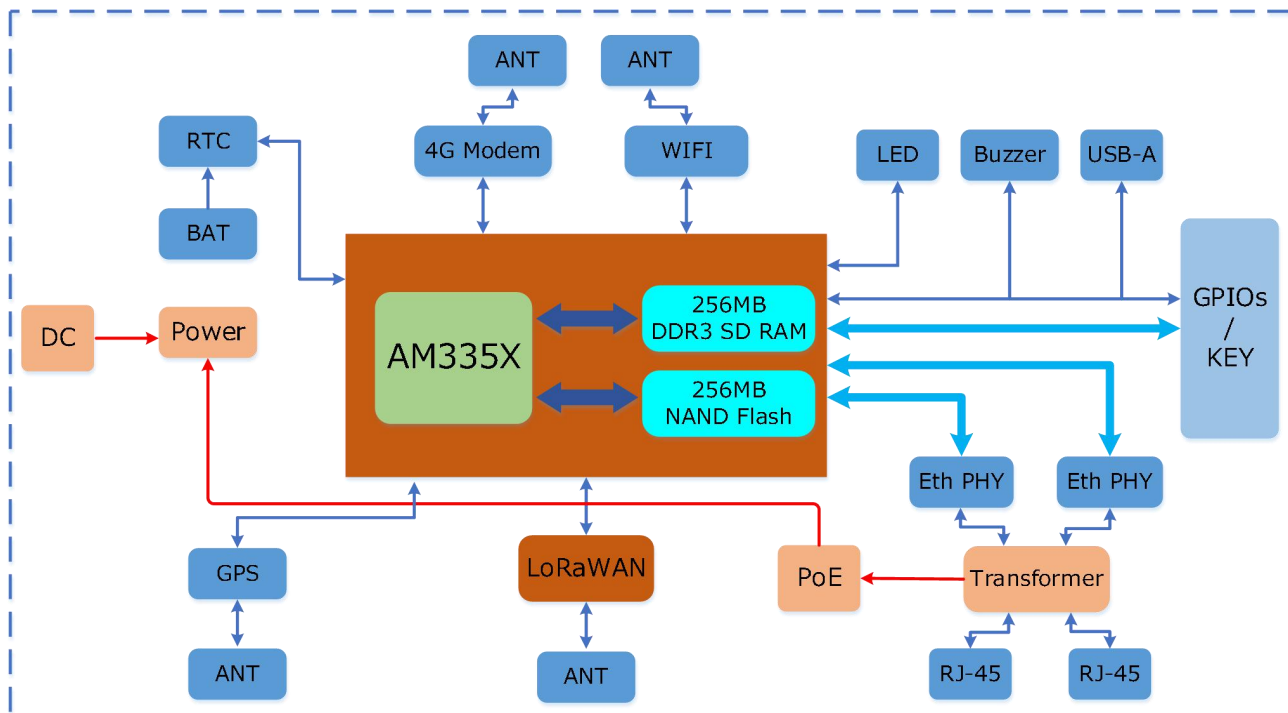 ANT
ANT
RTC
4G Modem
WIFI
LED
Buzzer
USB-A
BAT
DC
Power
AM335X
256MB
DDR3 SD RAM
256MB
NAND Flash
GPIOs
/
KEY
Eth PHY
Eth PHY
GPS
LoRaWAN
PoE
Transformer
ANT
ANT
RJ-45
RJ-45